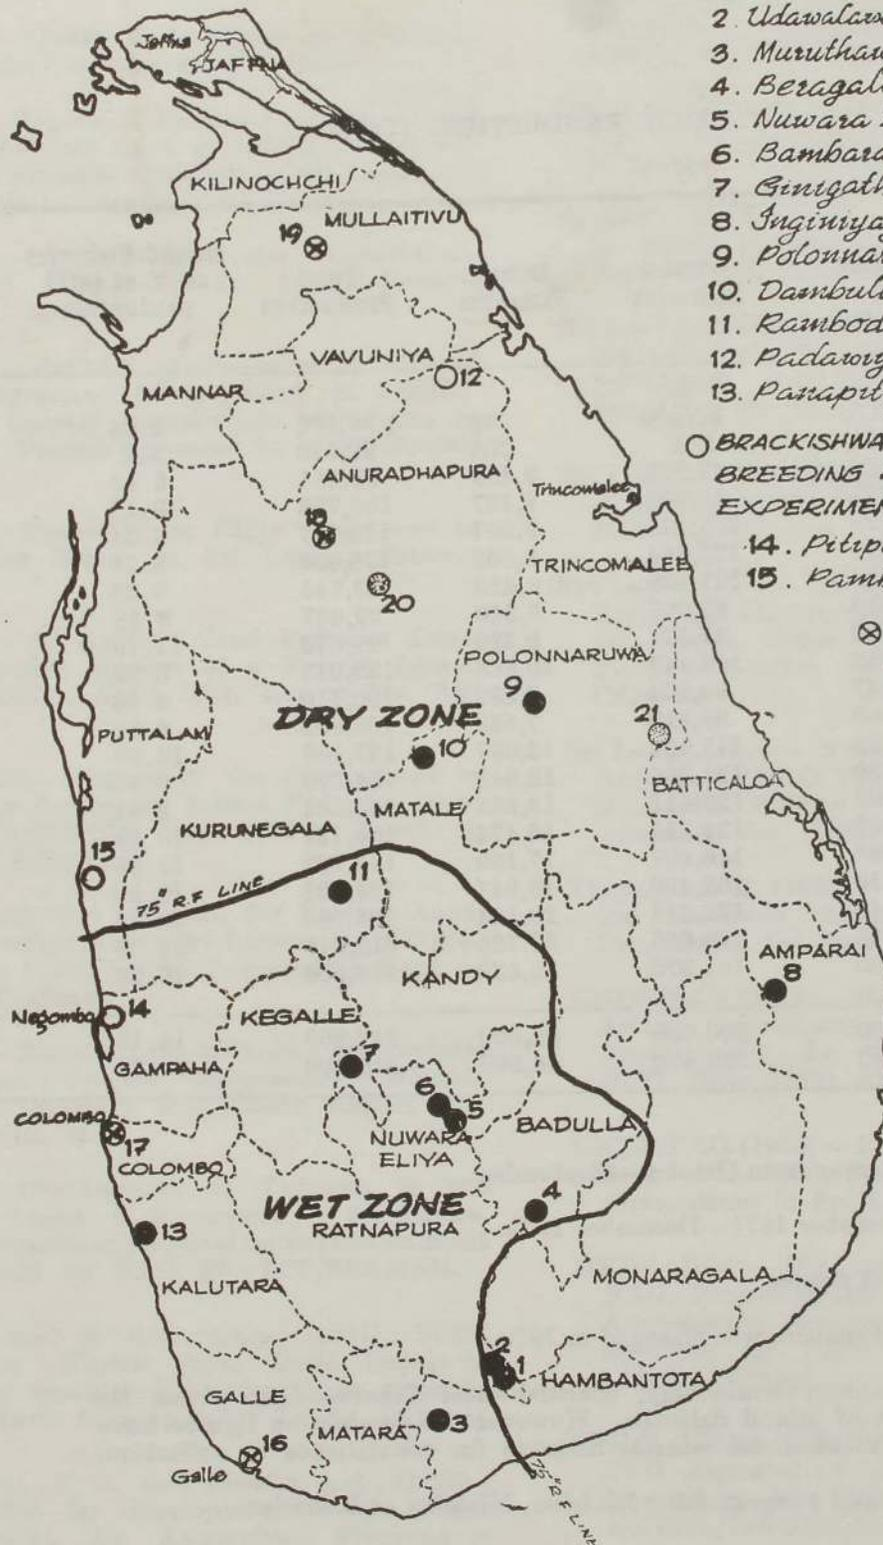 2 Udawalaw
3. Muruthaw
4. Beragal
5. Nuwara
6. Bambara
7. Ginigath
8. Inginiyag
9. Polonnar
10. Dambul
11. Rambod
12. Padawiy
13. Panapit
BRACKISHWA
BREEDING
EXPERIMEN
14. Pitip
15. Pam
Jaffna
JAFFNA
KILINOCHCHI
MULLAITIVU
19
VAVUNIYA
12
MANNAR
ANURADHAPURA
Trincomalee
18
TRINCOMALEE
20
POLONNARUWA
9
21
DRY ZONE
PUTTALAM
10
BATTICALOA
MATALE
KURUNEGALA
15
75" R.F LINE
11
AMPARAI
KANDY
8
Negombo
14
KEGALLE
GAMPAHA
7
6
5
COLOMBO
17
NUWARA
ELIYA
BADULLA
COLOMBO
WET ZONE
4
RATNAPURA
13
MONARAGALA
KALUTARA
2
1
HAMBANTOTA
GALLE
MATARA
3
16
Galle
75" R F LINE